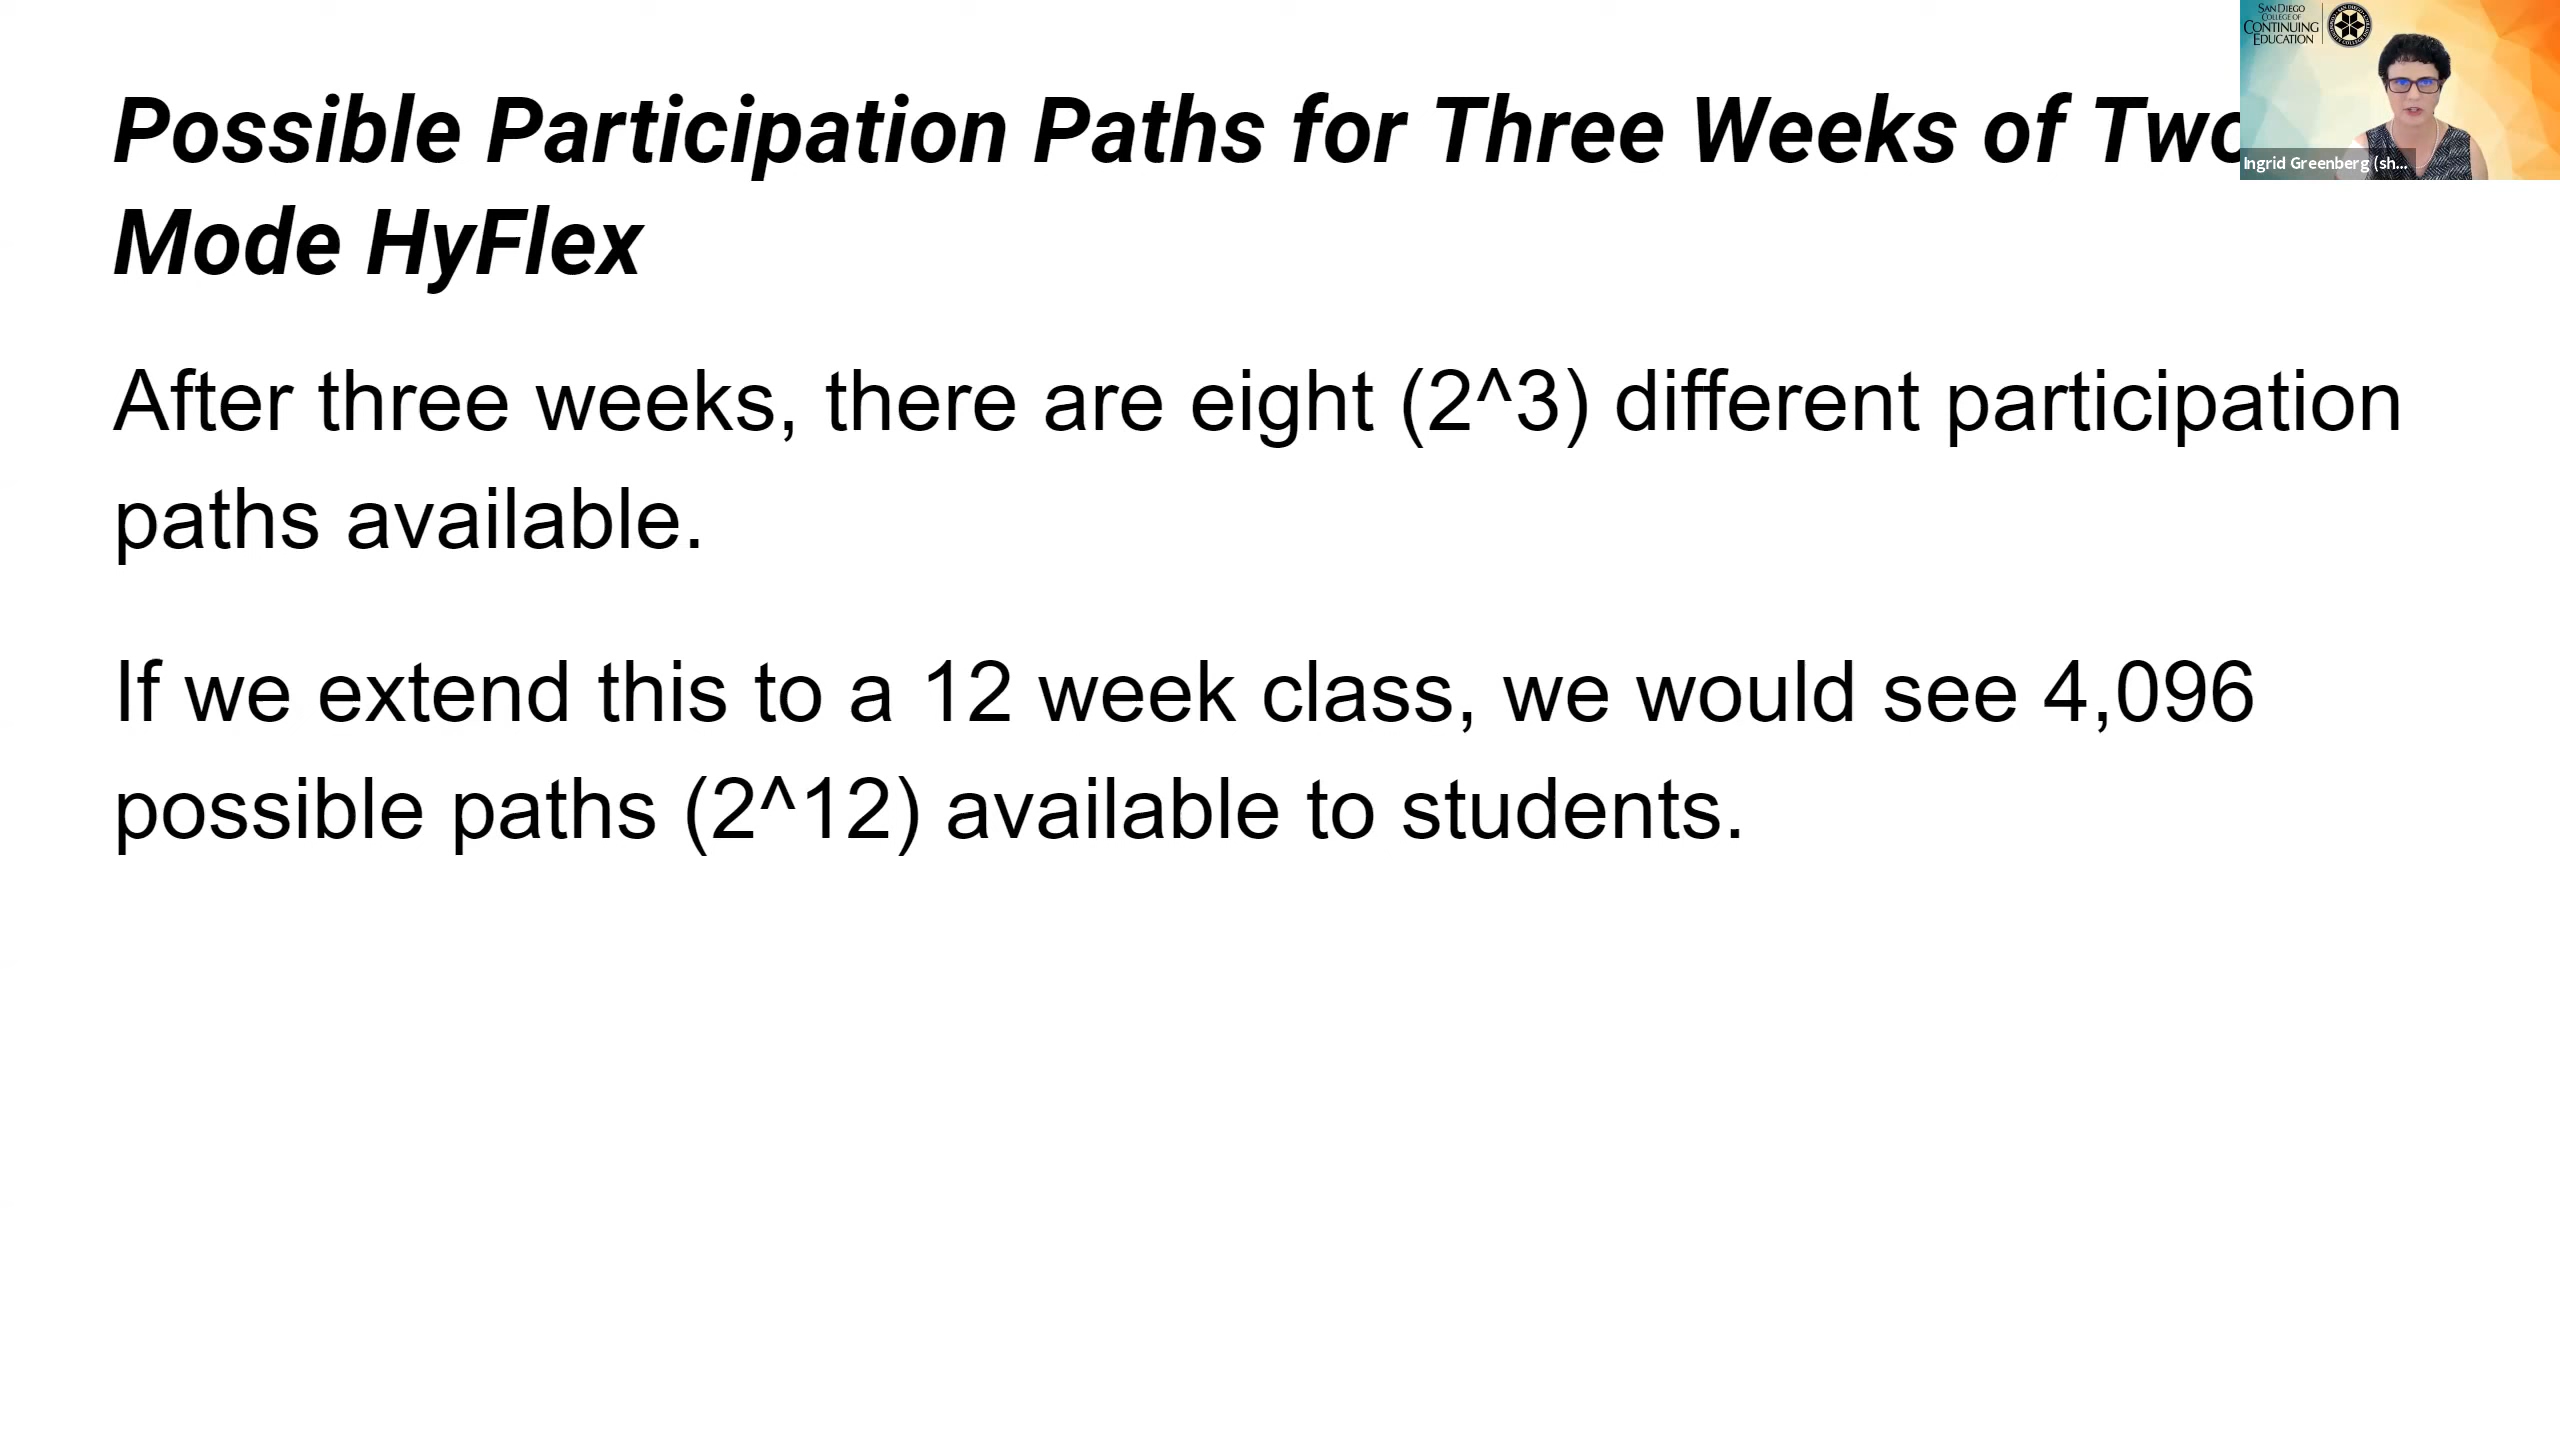 Possible Participation Paths for Three Weeks of Two
Mode HyFlex
After three weeks, there are eight (2^3) different participation
paths available.
If we extend this to a 12 week class, we would see 4,096
possible paths (2^12) available to students.
SAN DIEGO
COLLEGE OF
CONTINUING
EDUCATION
Ingrid Greenberg (sh...